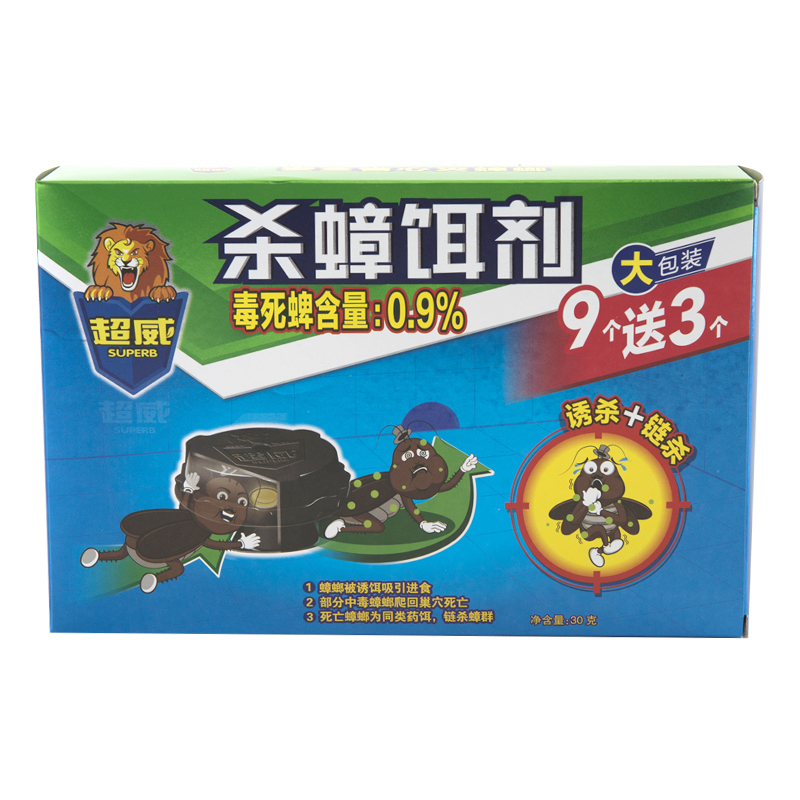 杀蟑饵剂
毒死蜱含量:0.9%
超威
SUPERB
大包装
9个送3个
超威
SUPERB
诱杀+链杀
超威
1 蟑螂被诱饵吸引进食
2 部分中毒蟑螂爬回巢穴死亡
3 死亡蟑螂为同类药饵，链杀蟑群
净含量:30克